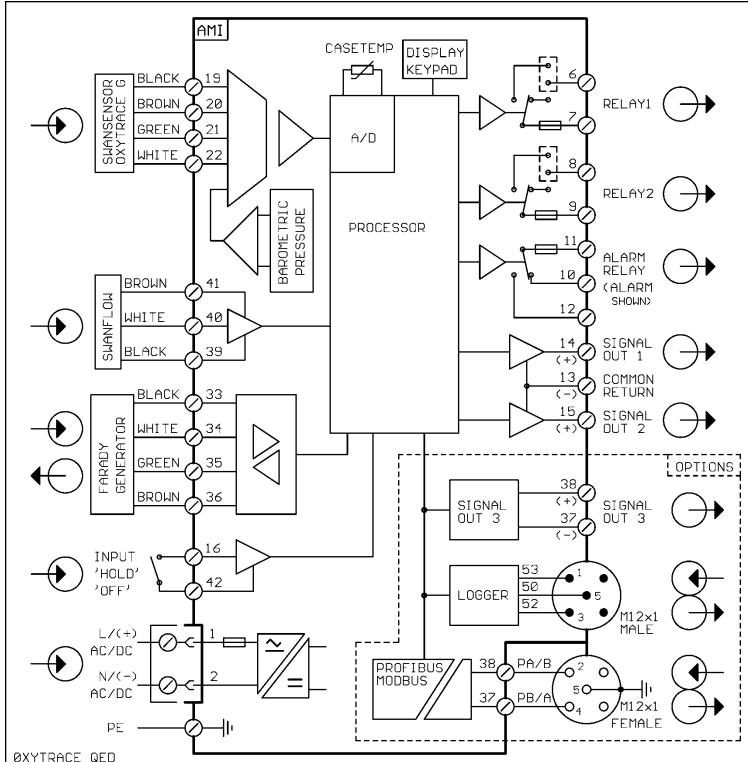 AMI
CASETEMP
DISPLAY
KEYPAD
A/D
PROCESSOR
SWANSENSOR
OXYTRACE G
BLACK 19
BROWN 20
GREEN 21
WHITE 22
BAROMETRIC
PRESSURE
SWANFLOW
BROWN 41
WHITE 40
BLACK 39
FARADY
GENERATOR
BLACK 33
WHITE 34
GREEN 35
BROWN 36
INPUT
'HOLD'
'OFF'
16
42
L/(+)
AC/DC
1
N/(-)
AC/DC
2
PE
6
RELAY1
7
8
RELAY2
9
11
10
12
ALARM
RELAY
(ALARM
SHOWN)
14
(+)
SIGNAL
OUT 1
13
(-)
COMMON
RETURN
15
(+)
SIGNAL
OUT 2
OPTIONS
SIGNAL
OUT 3
38
(+)
37
(-)
SIGNAL
OUT 3
LOGGER
53
50
52
1
5
3
M12x1
MALE
PROFIBUS
MODBUS
38 PA/B
37 PB/A
2
5
4
M12x1
FEMALE
ØXYTRACE QED